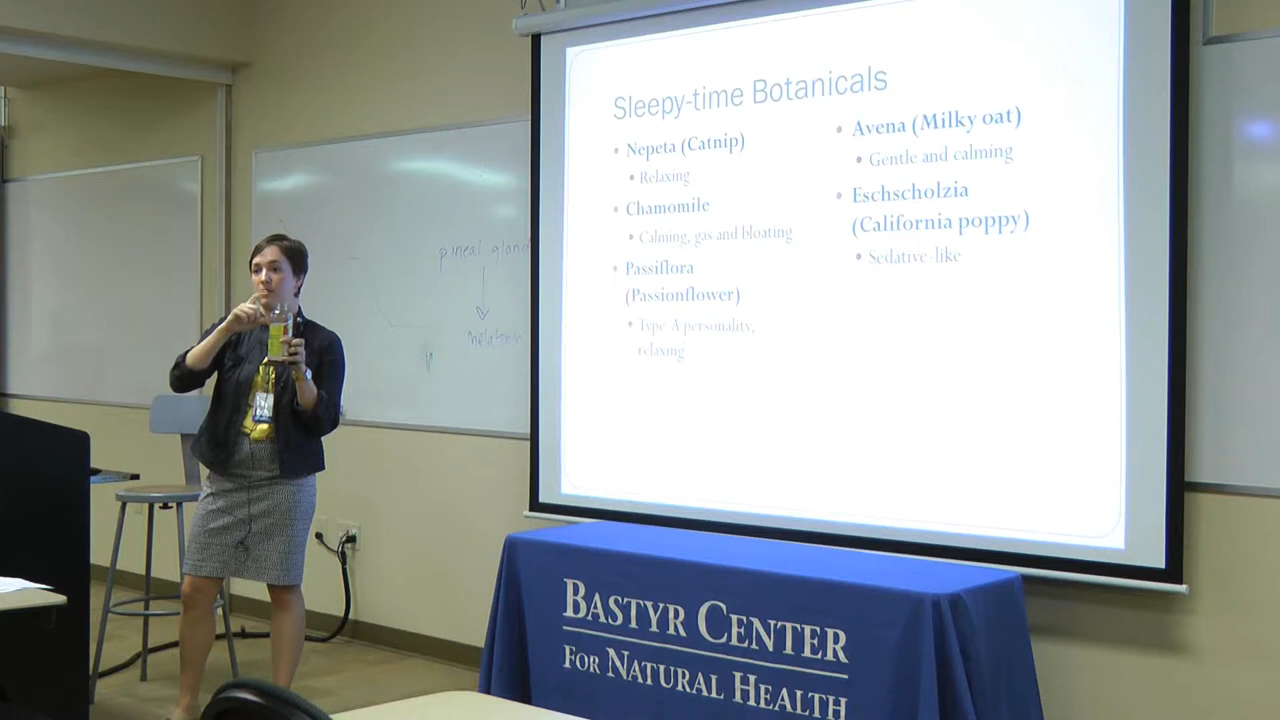 Sleepy-time Botanicals
• Nepeta (Catnip)
• Relaxing
• Chamomile
• Calming, gas and bloating
• Passiflora
(Passionflower)
• Type A personality,
relaxing
• Avena (Milky oat)
• Gentle and calming
• Eschscholzia
(California poppy)
• Sedative-like
pineal gland
melatonin
BASTYR CENTER
FOR NATURAL HEALTH